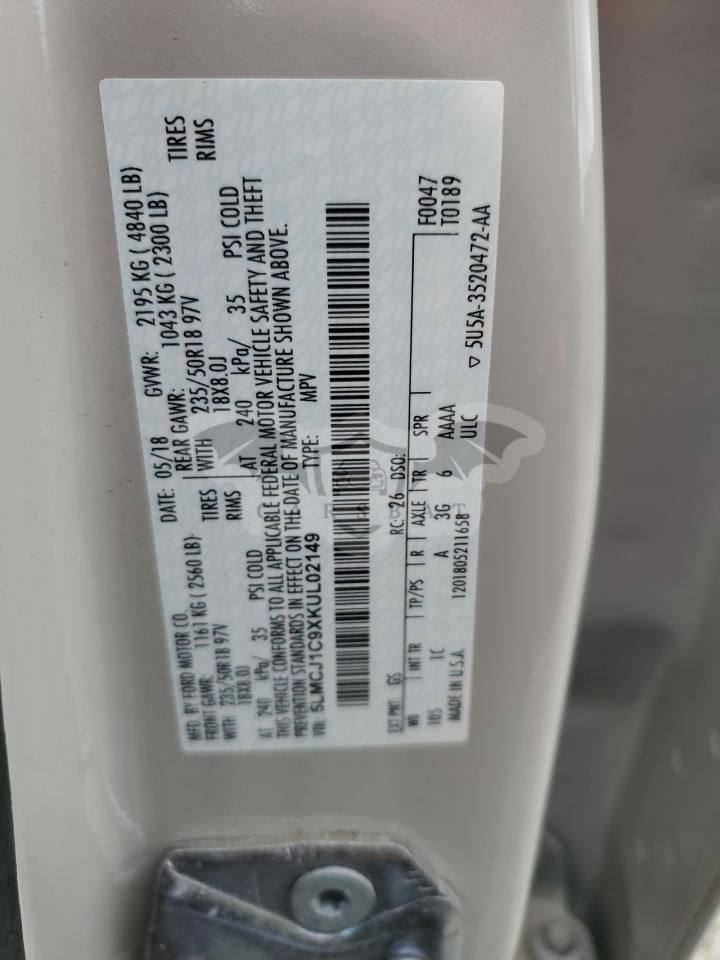 MFD. BY FORD MOTOR CO. DATE: 05/18 GVWR: 2195 KG ( 4840 LB)
FRONT GAWR: 1161 KG ( 2560 LB) REAR GAWR: 1043 KG ( 2300 LB)
WITH 235/50R18 97V TIRES WITH 235/50R18 97V TIRES
18X8.0J RIMS 18X8.0J RIMS
AT 240 kPa/ 35 PSI COLD AT 240 kPa/ 35 PSI COLD
THIS VEHICLE CONFORMS TO ALL APPLICABLE FEDERAL MOTOR VEHICLE SAFETY AND THEFT
PREVENTION STANDARDS IN EFFECT ON THE DATE OF MANUFACTURE SHOWN ABOVE.
VIN: 5LMCJ1C9XKUL02149 TYPE: MPV
EXT PNT: GS RC: 26 DSO: F0047
WB INT TR TP/PS R AXLE TR SPR T0189
105 1C A 3G 6 AAAA
MADE IN U.S.A. 1201805211658 ULC
▽ 5U5A-3520472-AA